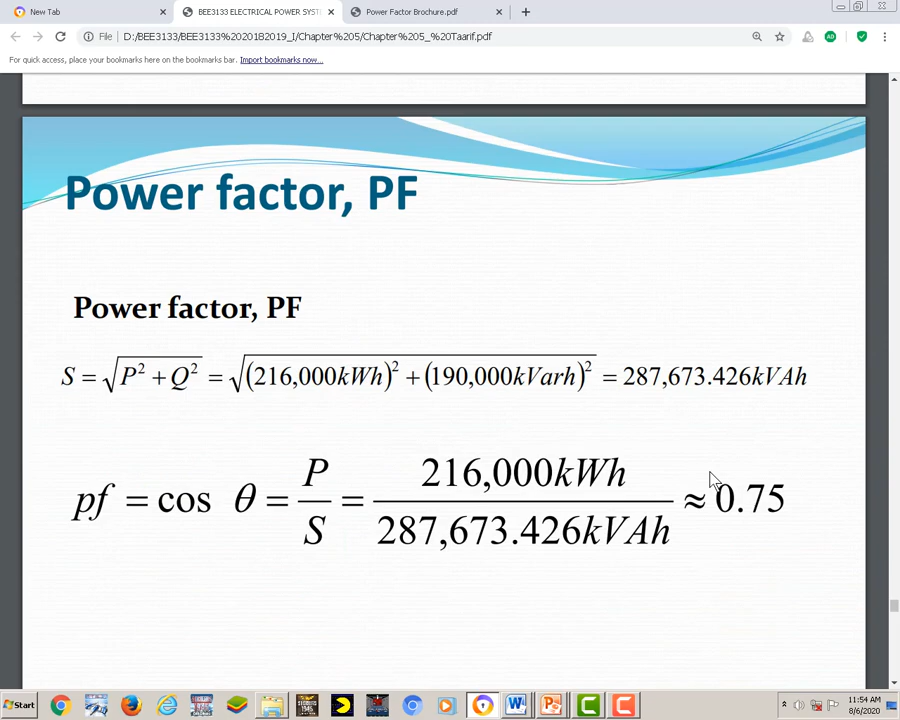 New Tab
BEE3133 ELECTRICAL POWER SYST
Power Factor Brochure.pdf
File
D:/BEE3133/BEE3133%2020182019_I/Chapter%205/Chapter%205_%20Taarif.pdf
AD
For quick access, place your bookmarks here on the bookmarks bar. Import bookmarks now...
Power factor, PF
Power factor, PF
S = √(P² + Q²) = √((216,000kWh)² + (190,000kVarh)²) = 287,673.426kVAh
pf = cos θ = P/S = 216,000kWh/287,673.426kVAh ≈ 0.75
Start
11:54 AM
8/6/2020